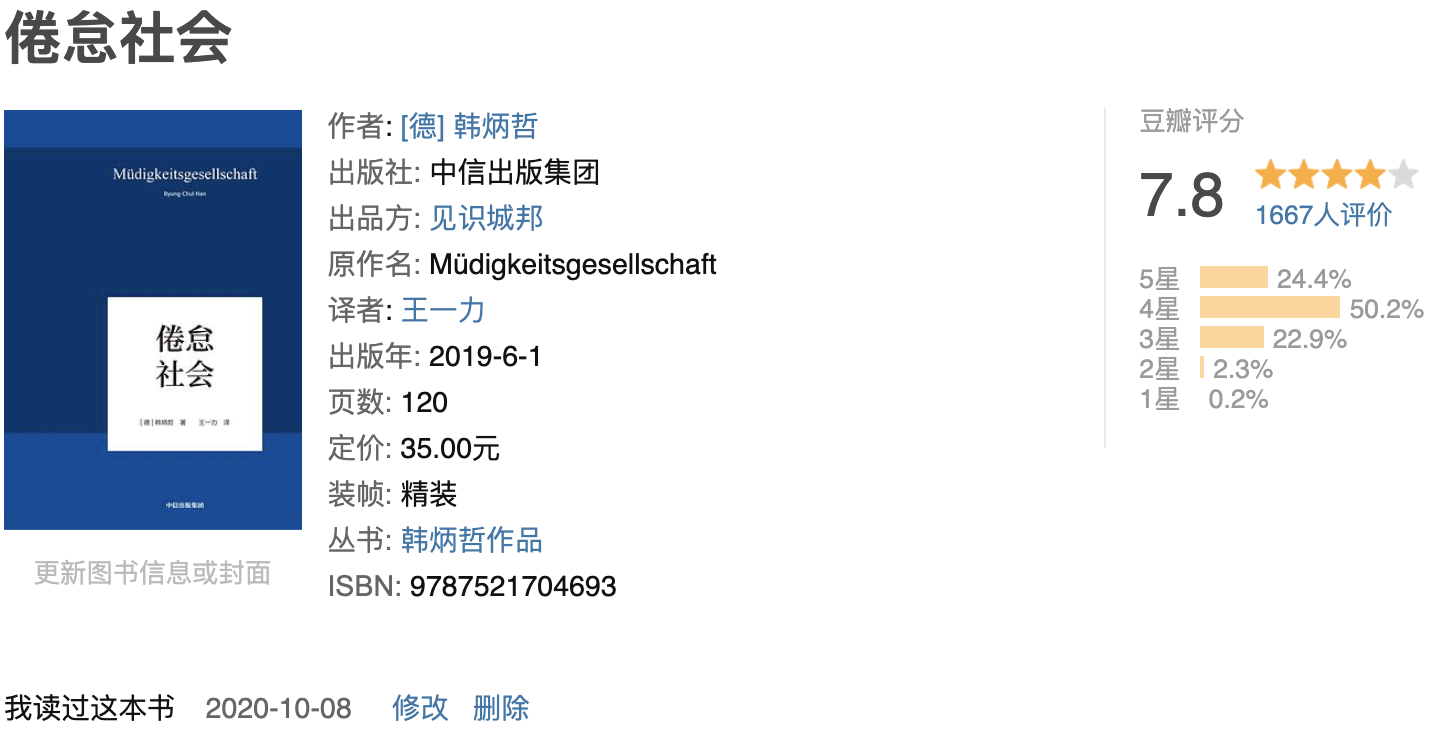 倦怠社会
Müdigkeitsgesellschaft
Byung-Chul Han
倦怠
社会
[德] 韩炳哲 著 王一力 译
中信出版集团
更新图书信息或封面
作者: [德] 韩炳哲
出版社: 中信出版集团
出品方: 见识城邦
原作名: Müdigkeitsgesellschaft
译者: 王一力
出版年: 2019-6-1
页数: 120
定价: 35.00元
装帧: 精装
丛书: 韩炳哲作品
ISBN: 9787521704693
豆瓣评分
7.8
1667人评价
5星 24.4%
4星 50.2%
3星 22.9%
2星 2.3%
1星 0.2%
我读过这本书 2020-10-08 修改 删除